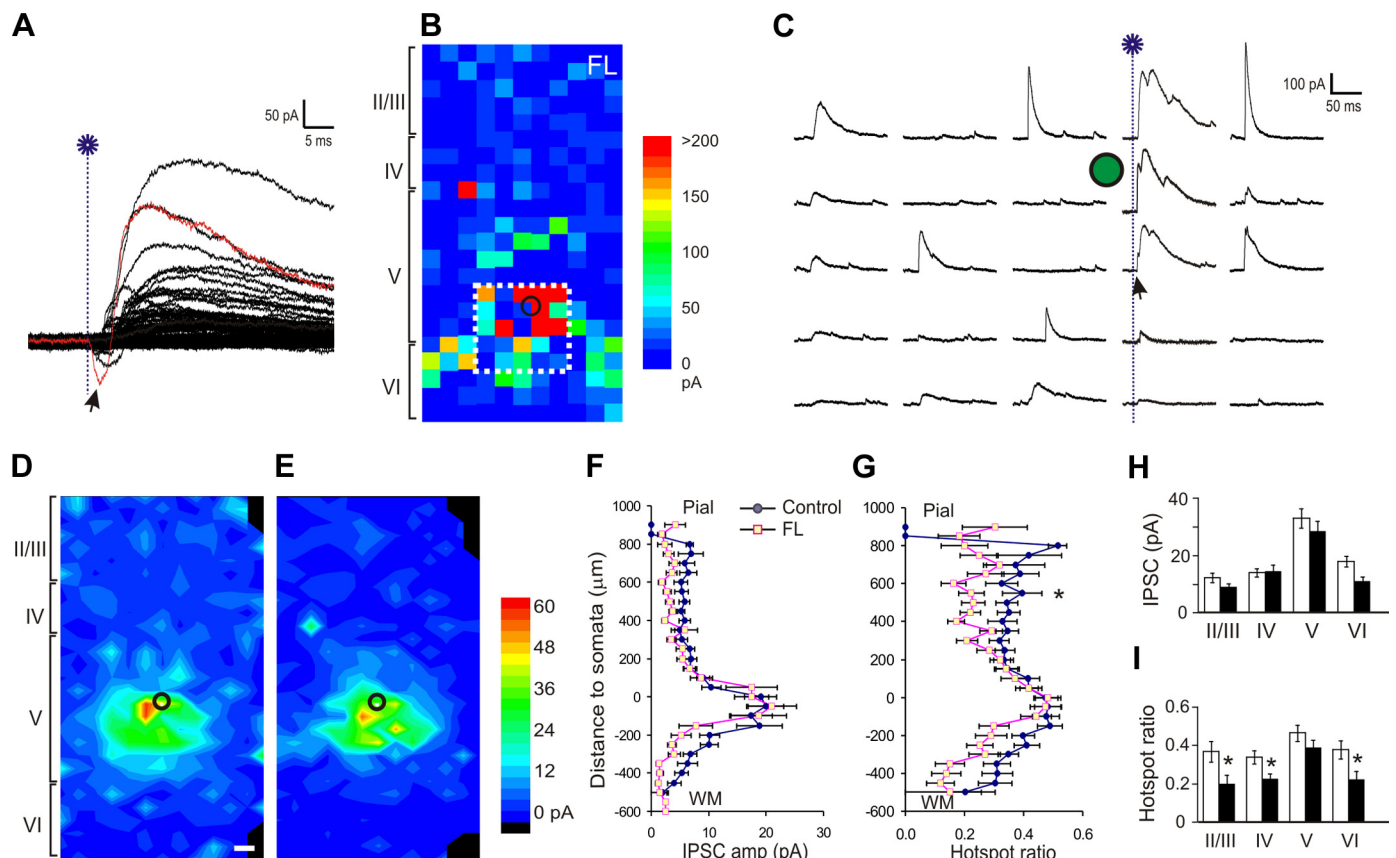 A
50 pA
5 ms
B
FL
II/III
IV
V
VI
>200
150
100
50
0
pA
C
100 pA
50 ms
D
E
II/III
IV
V
VI
60
48
36
24
12
0 pA
F
Pial
Control
FL
1000
800
600
400
200
0
-200
-400
-600
Distance to somata (µm)
WM
0
10
20
30
IPSC amp (pA)
G
Pial
1000
800
600
400
200
0
-200
-400
-600
*
WM
0.0
0.2
0.4
0.6
Hotspot ratio
H
IPSC (pA)
40
20
0
II/III
IV
V
VI
I
Hotspot ratio
0.6
0.4
0.2
0.0
*
*
*
II/III
IV
V
VI